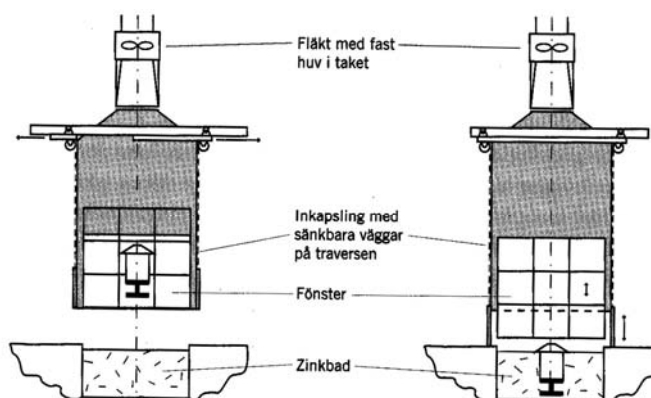 Fläkt med fast
huv i taket
Inkapsling med
sänkbara väggar
på traversen
Fönster
Zinkbad